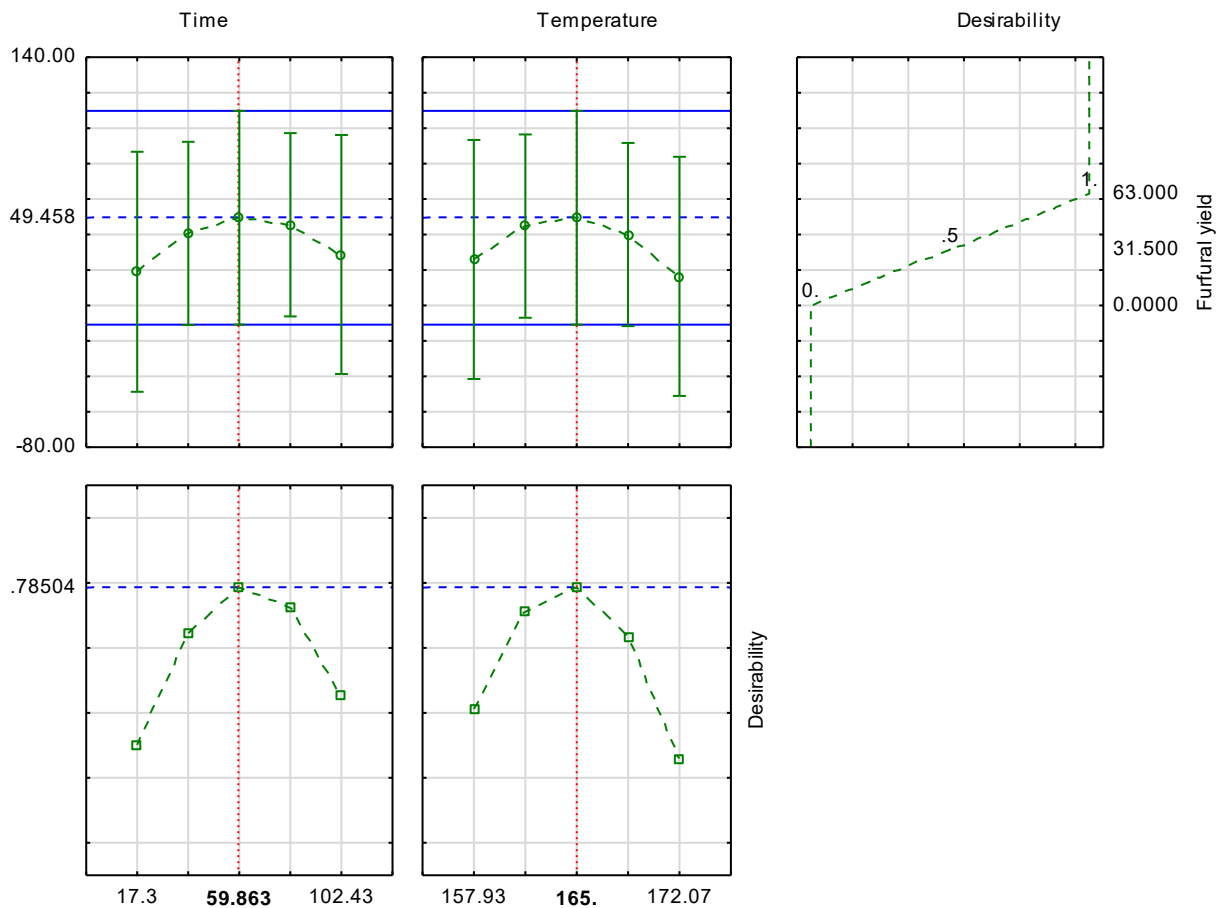 Time Temperature Desirability
140.00
49.458
-80.00
1.
.5
0.
63.000
31.500
0.0000
Furfural yield
.78504
Desirability
17.3 59.863 102.43 157.93 165. 172.07